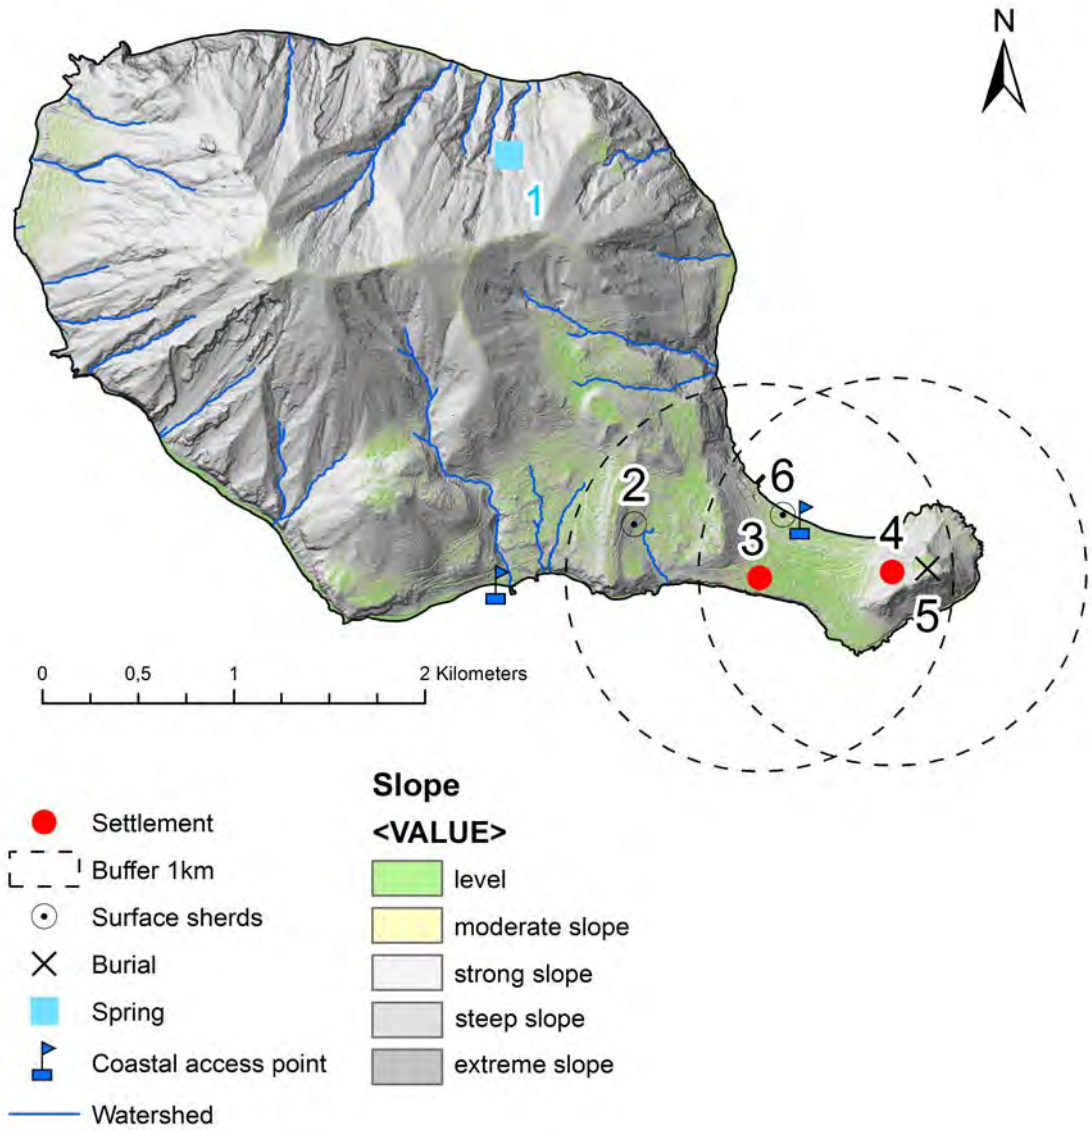 N
1
2
6
3
4
5
0 0,5 1 2 Kilometers
Slope
<VALUE>
Settlement
Buffer 1km
level
Surface sherds
moderate slope
Burial
strong slope
Spring
steep slope
Coastal access point
extreme slope
Watershed